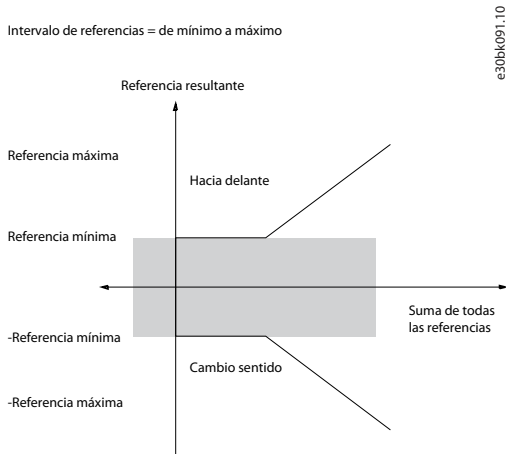 Intervalo de referencias = de mínimo a máximo
e30bk091.10
Referencia resultante
Referencia máxima
Hacia delante
Referencia mínima
Suma de todas
las referencias
-Referencia mínima
Cambio sentido
-Referencia máxima